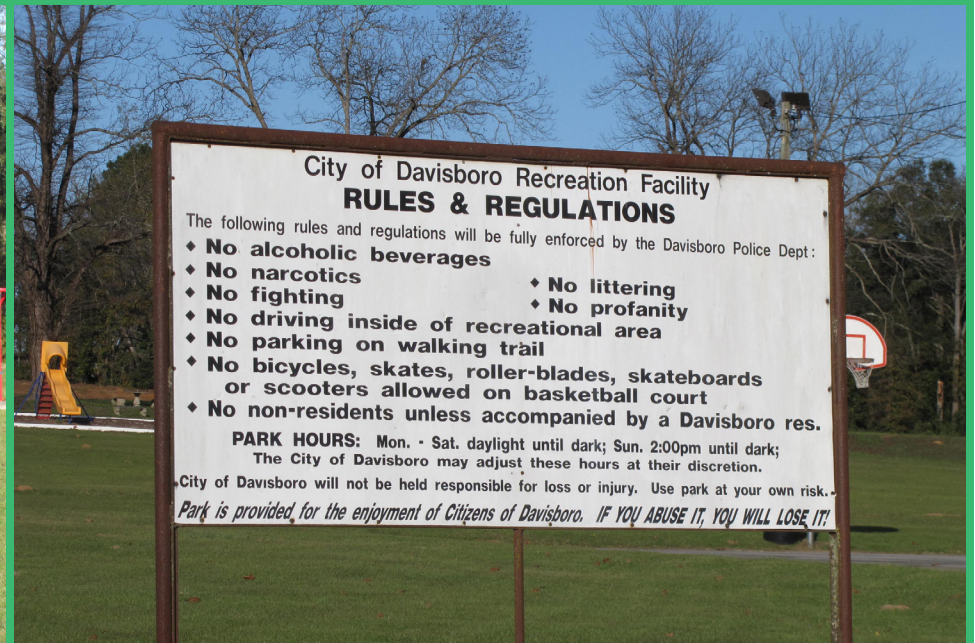 City of Davisboro Recreation Facility
RULES & REGULATIONS
The following rules and regulations will be fully enforced by the Davisboro Police Dept:
◆ No alcoholic beverages
◆ No narcotics
◆ No fighting
◆ No littering
◆ No profanity
◆ No driving inside of recreational area
◆ No parking on walking trail
◆ No bicycles, skates, roller-blades, skateboards
or scooters allowed on basketball court
◆ No non-residents unless accompanied by a Davisboro res.
PARK HOURS: Mon. - Sat. daylight until dark; Sun. 2:00pm until dark;
The City of Davisboro may adjust these hours at their discretion.
City of Davisboro will not be held responsible for loss or injury. Use park at your own risk.
Park is provided for the enjoyment of Citizens of Davisboro. IF YOU ABUSE IT, YOU WILL LOSE IT!